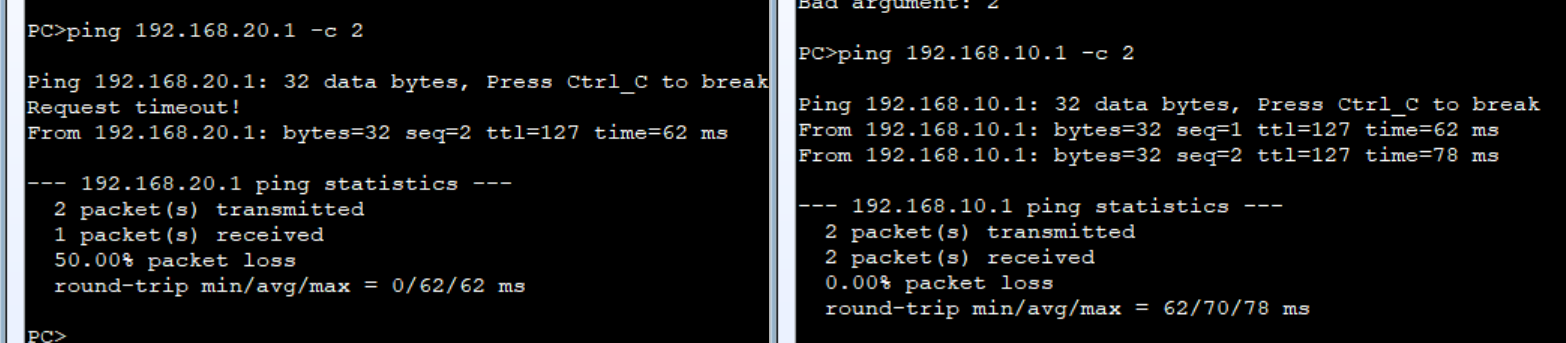 PC>ping 192.168.20.1 -c 2
Ping 192.168.20.1: 32 data bytes, Press Ctrl_C to break
Request timeout!
From 192.168.20.1: bytes=32 seq=2 ttl=127 time=62 ms
--- 192.168.20.1 ping statistics ---
2 packet(s) transmitted
1 packet(s) received
50.00% packet loss
round-trip min/avg/max = 0/62/62 ms
PC>
Bad argument: 2
PC>ping 192.168.10.1 -c 2
Ping 192.168.10.1: 32 data bytes, Press Ctrl_C to break
From 192.168.10.1: bytes=32 seq=1 ttl=127 time=62 ms
From 192.168.10.1: bytes=32 seq=2 ttl=127 time=78 ms
--- 192.168.10.1 ping statistics ---
2 packet(s) transmitted
2 packet(s) received
0.00% packet loss
round-trip min/avg/max = 62/70/78 ms